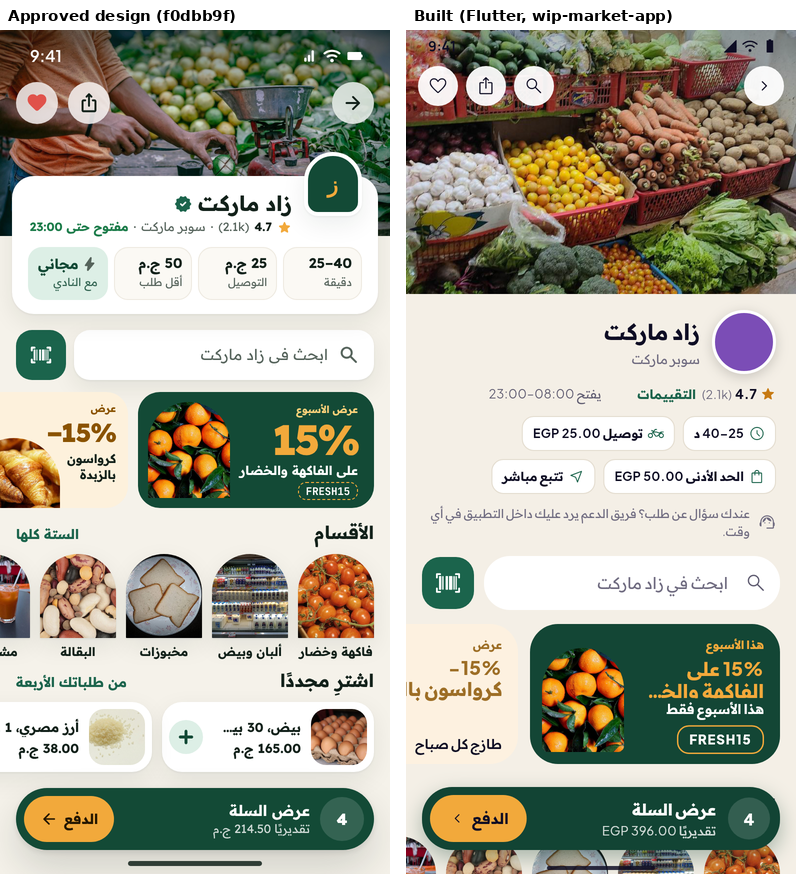 Approved design (f0dbb9f)
9:41
ز
زاد ماركت
4.7 (2.1k) · سوبر ماركت · مفتوح حتى 23:00
25–40
دقيقة
25 ج.م
التوصيل
50 ج.م
أقل طلب
مجاني
مع النادي
ابحث في زاد ماركت
عرض الأسبوع
15%
على الفاكهة والخضار
FRESH15
عرض
−15%
كرواسون
بالزبدة
الأقسام
الستة كلها
فاكهة وخضار
ألبان وبيض
مخبوزات
البقالة
مش
اشترِ مجددًا
من طلباتك الأربعة
بيض، 30 بيـ...
165.00 ج.م
أرز مصري، 1
38.00 ج.م
4
عرض السلة
تقديريًا 214.50 ج.م
الدفع
Built (Flutter, wip-market-app)
9:41
زاد ماركت
سوبر ماركت
4.7 (2.1k) التقييمات
يفتح 08:00–23:00
25–40 د
توصيل EGP 25.00
الحد الأدنى EGP 50.00
تتبع مباشر
عندك سؤال عن طلب؟ فريق الدعم يرد عليك داخل التطبيق في أي
وقت.
ابحث في زاد ماركت
هذا الأسبوع
15% على
الفاكهة والخـ...
هذا الأسبوع فقط
FRESH15
عرض
15%−
كرواسون با
طازج كل صباح
4
عرض السلة
تقديريًا EGP 396.00
الدفع